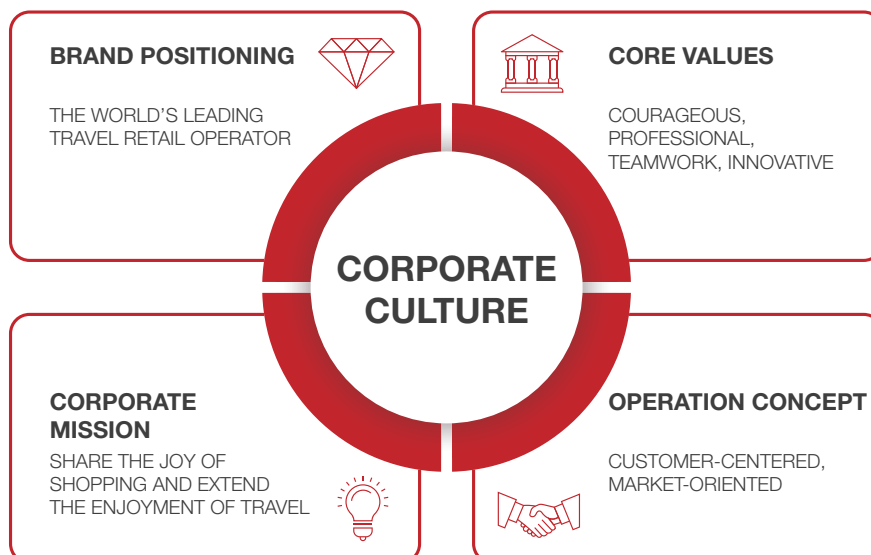 BRAND POSITIONING
THE WORLD'S LEADING
TRAVEL RETAIL OPERATOR
CORE VALUES
COURAGEOUS,
PROFESSIONAL,
TEAMWORK, INNOVATIVE
CORPORATE
CULTURE
CORPORATE
MISSION
SHARE THE JOY OF
SHOPPING AND EXTEND
THE ENJOYMENT OF TRAVEL
OPERATION CONCEPT
CUSTOMER-CENTERED,
MARKET-ORIENTED